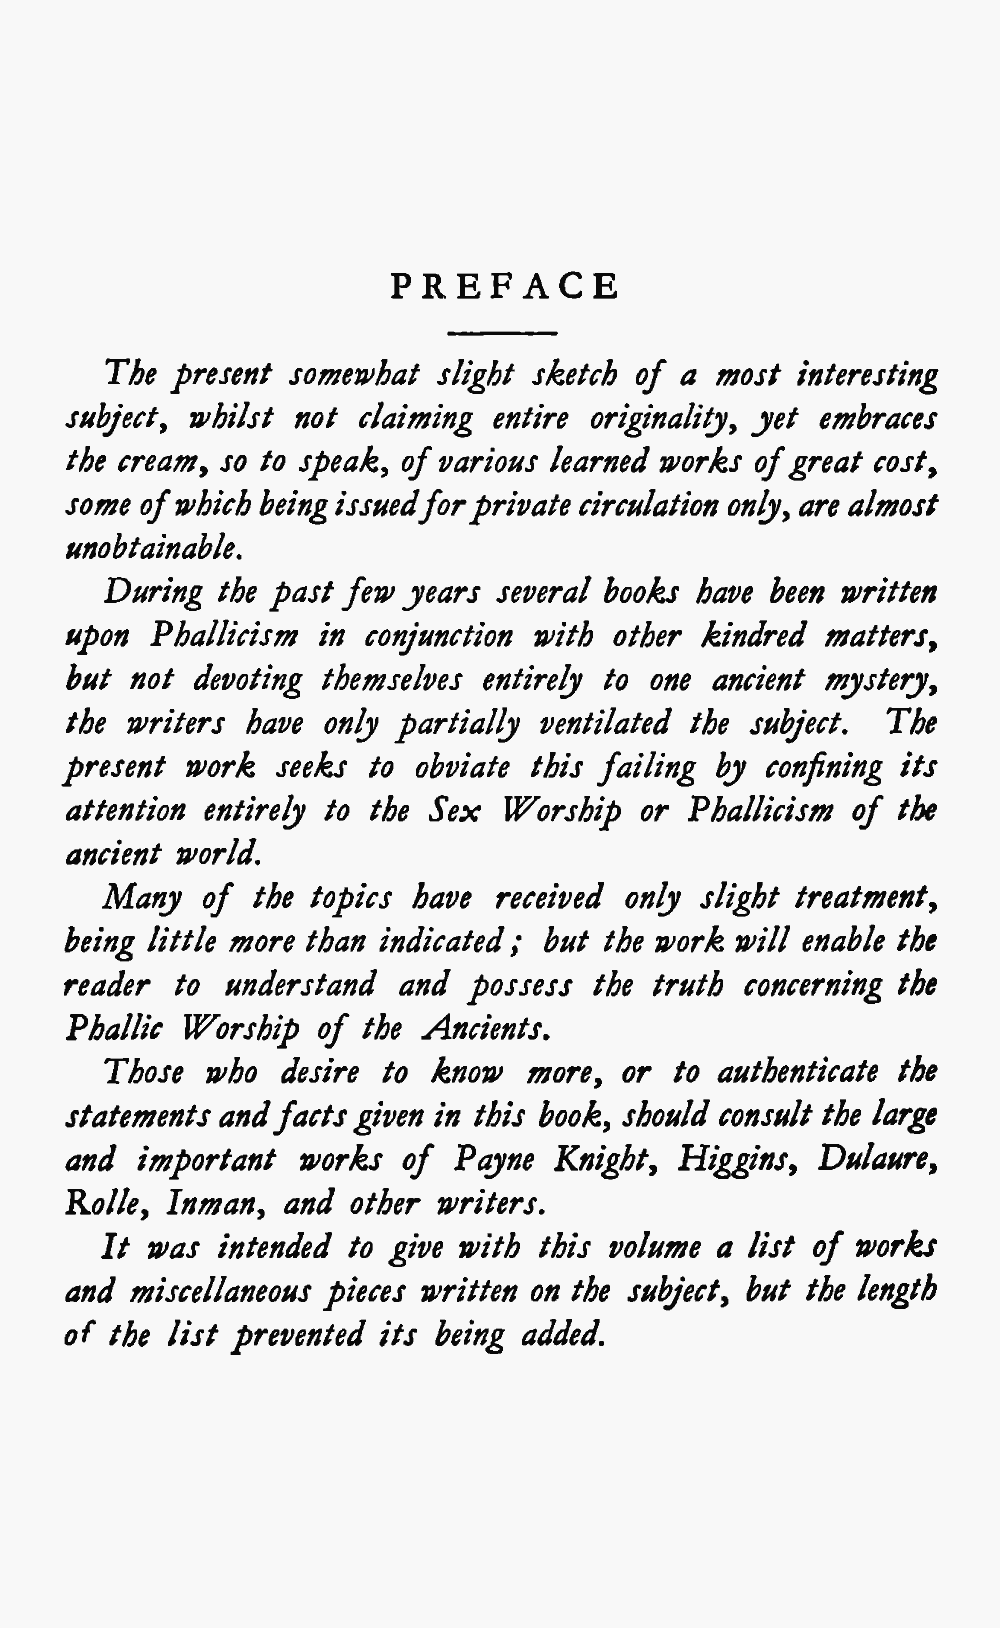 PREFACE
The present somewhat slight sketch of a most interesting
subject, whilst not claiming entire originality, yet embraces
the cream, so to speak, of various learned works of great cost,
some of which being issued for private circulation only, are almost
unobtainable.
During the past few years several books have been written
upon Phallicism in conjunction with other kindred matters,
but not devoting themselves entirely to one ancient mystery,
the writers have only partially ventilated the subject. The
present work seeks to obviate this failing by confining its
attention entirely to the Sex Worship or Phallicism of the
ancient world.
Many of the topics have received only slight treatment,
being little more than indicated; but the work will enable the
reader to understand and possess the truth concerning the
Phallic Worship of the Ancients.
Those who desire to know more, or to authenticate the
statements and facts given in this book, should consult the large
and important works of Payne Knight, Higgins, Dulaure,
Rolle, Inman, and other writers.
It was intended to give with this volume a list of works
and miscellaneous pieces written on the subject, but the length
of the list prevented its being added.